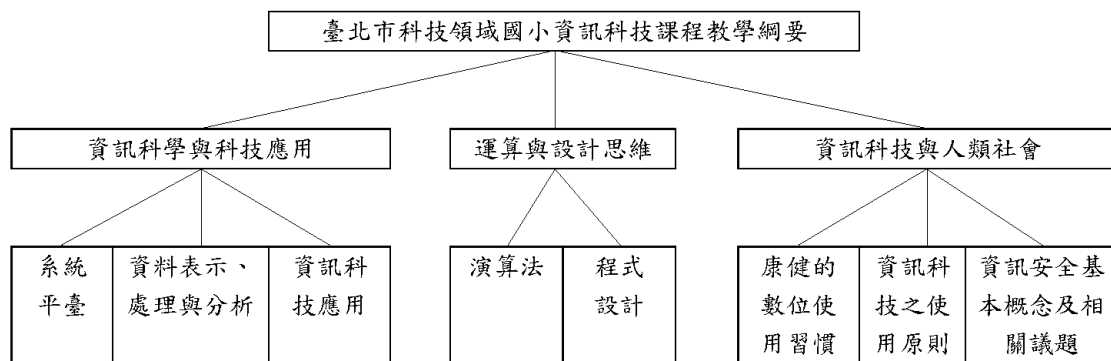 臺北市科技領域國小資訊科技課程教學綱要
資訊科學與科技應用
運算與設計思維
資訊科技與人類社會
系統
平臺
資料表示、
處理與分析
資訊科
技應用
演算法
程式
設計
康健的
數位使
用習慣
資訊科
技之使
用原則
資訊安全基
本概念及相
關議題